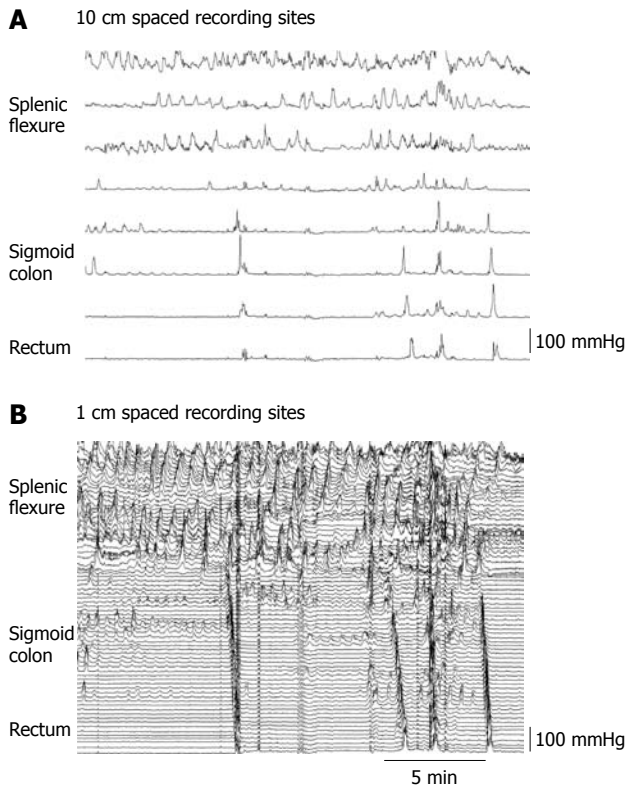 A 10 cm spaced recording sites
Splenic
flexure
Sigmoid
colon
Rectum
100 mmHg
B 1 cm spaced recording sites
Splenic
flexure
Sigmoid
colon
Rectum
100 mmHg
5 min